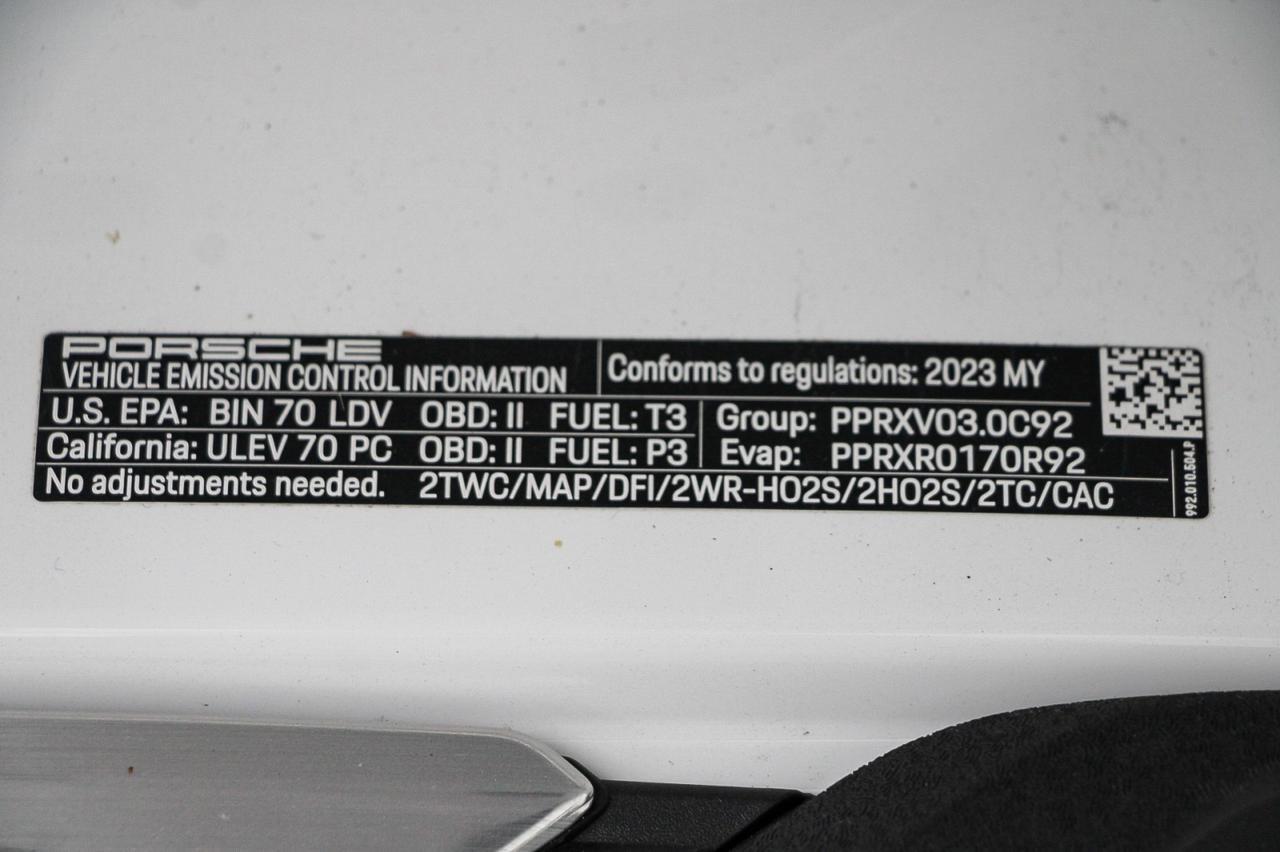 PORSCHE
VEHICLE EMISSION CONTROL INFORMATION
Conforms to regulations: 2023 MY
U.S. EPA: BIN 70 LDV OBD: II FUEL: T3
California: ULEV 70 PC OBD: II FUEL: P3
Group: PPRXV03.0C92
Evap: PPRXR0170R92
No adjustments needed. 2TWC/MAP/DFI/2WR-HO2S/2HO2S/2TC/CAC
992.010.504.P